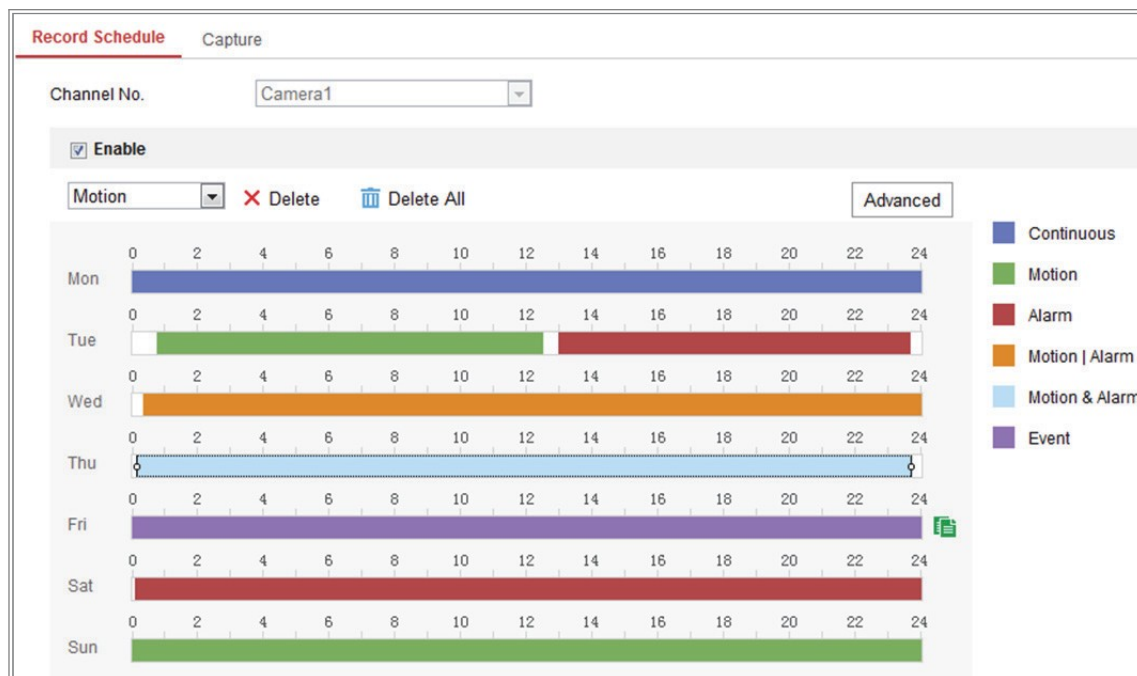 Record Schedule Capture
Channel No. Camera1
Enable
Motion Delete Delete All Advanced
Continuous
0 2 4 6 8 10 12 14 16 18 20 22 24
Mon
Motion
0 2 4 6 8 10 12 14 16 18 20 22 24
Tue
Alarm
0 2 4 6 8 10 12 14 16 18 20 22 24
Wed
Motion | Alarm
Motion & Alarm
0 2 4 6 8 10 12 14 16 18 20 22 24
Thu
Event
0 2 4 6 8 10 12 14 16 18 20 22 24
Fri
0 2 4 6 8 10 12 14 16 18 20 22 24
Sat
0 2 4 6 8 10 12 14 16 18 20 22 24
Sun